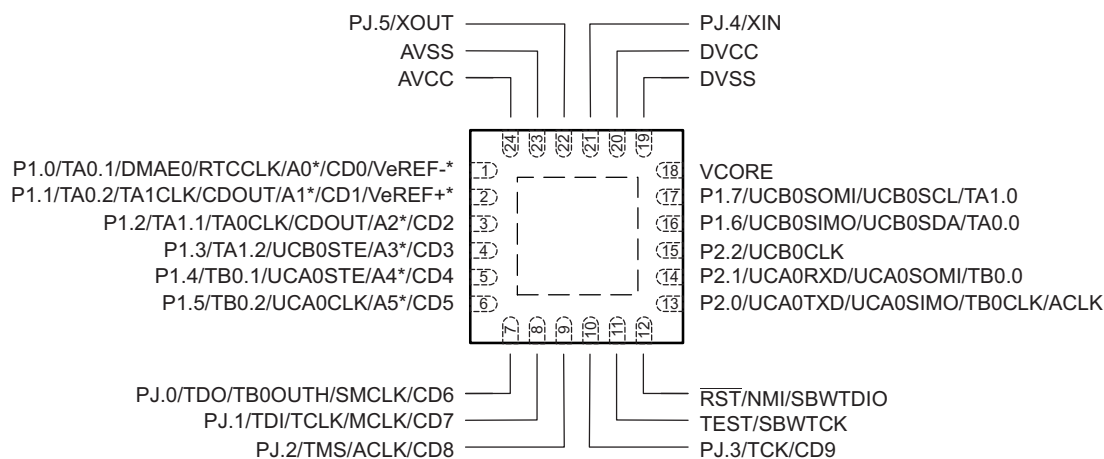 PJ.5/XOUT
PJ.4/XIN
AVSS
DVCC
AVCC
DVSS
24
23
22
21
20
19
P1.0/TA0.1/DMAE0/RTCCLK/A0*/CD0/VeREF-*
1
18
VCORE
P1.1/TA0.2/TA1CLK/CDOUT/A1*/CD1/VeREF+*
2
17
P1.7/UCB0SOMI/UCB0SCL/TA1.0
P1.2/TA1.1/TA0CLK/CDOUT/A2*/CD2
3
16
P1.6/UCB0SIMO/UCB0SDA/TA0.0
P1.3/TA1.2/UCB0STE/A3*/CD3
4
15
P2.2/UCB0CLK
P1.4/TB0.1/UCA0STE/A4*/CD4
5
14
P2.1/UCA0RXD/UCA0SOMI/TB0.0
P1.5/TB0.2/UCA0CLK/A5*/CD5
6
13
P2.0/UCA0TXD/UCA0SIMO/TB0CLK/ACLK
7
8
9
10
11
12
PJ.0/TDO/TB0OUTH/SMCLK/CD6
RST/NMI/SBWTDIO
PJ.1/TDI/TCLK/MCLK/CD7
TEST/SBWTCK
PJ.2/TMS/ACLK/CD8
PJ.3/TCK/CD9